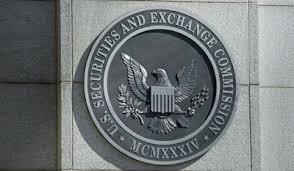 U.S. SECURITIES AND EXCHANGE COMMISSION
MCMXXXIV